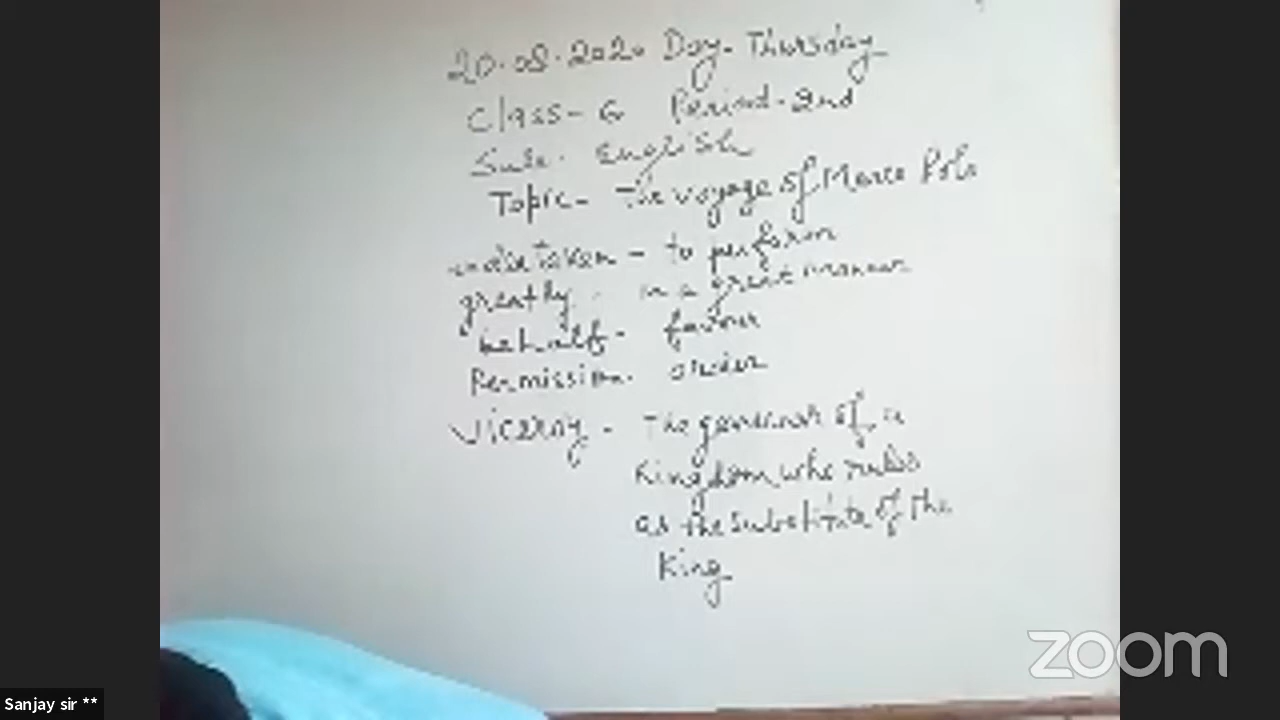 20.08.2020 Day- Thursday
Class- 6 Period- 2nd
Sub. English
Topic- The voyage of Marco Polo
undertaken - to perform
greatly - in a great manner
behalf- favour
Permission. order
Viceroy - The governor of a
kingdom who rules
as the substitute of the
King
zoom
Sanjay sir **